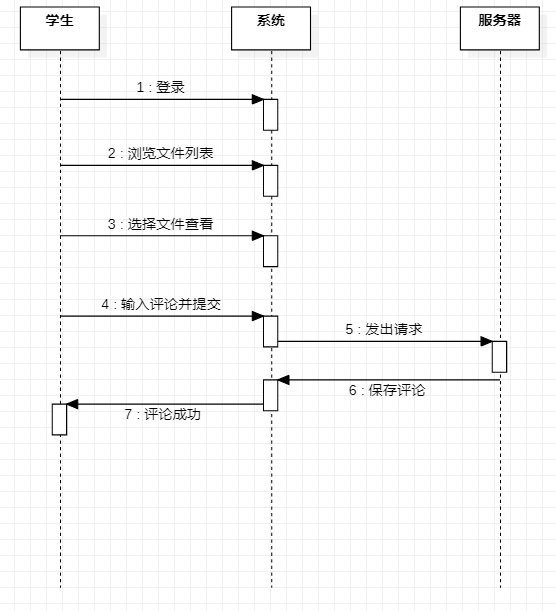 学生
系统
服务器
1 : 登录
2 : 浏览文件列表
3 : 选择文件查看
4 : 输入评论并提交
5 : 发出请求
6 : 保存评论
7 : 评论成功